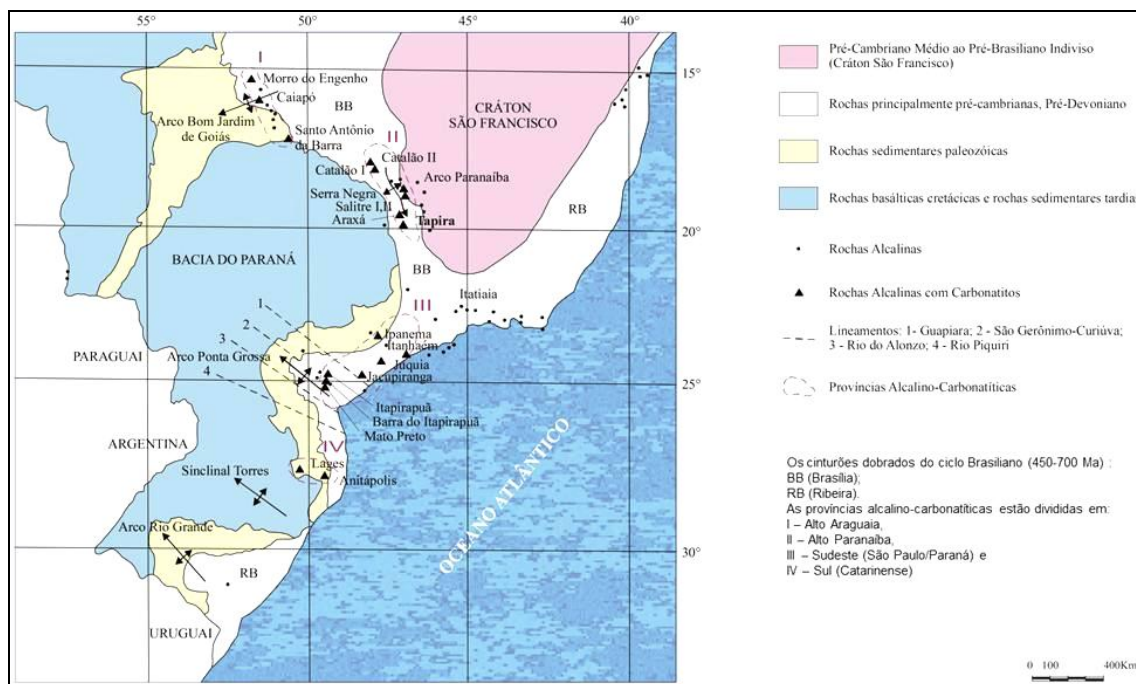 55° 50° 45° 40°
I
Morro do Engenho
Caiapó
Arco Bom Jardim
de Goiás
Santo Antônio
da Barra
BB
CRÁTON
SÃO FRANCISCO
II
Catalão II
Catalão I
Arco Paranaíba
Serra Negra
Salitre I,II
Araxá
Tapira
RB
15°
20°
BACIA DO PARANÁ
BB
III
Itatiaia
1
2
3
4
Ipanema
Itanhaém
PARAGUAI
Arco Ponta Grossa
Juquia
Jacupiranga
25°
Itapirapuã
Barra do Itapirapuã
Mato Preto
ARGENTINA
IV
Lages
Sinclinal Torres
Anitápolis
OCEANO ATLÂNTICO
Arco Rio Grande
30°
RB
URUGUAI
Pré-Cambriano Médio ao Pré-Brasiliano Indiviso
(Cráton São Francisco)
Rochas principalmente pré-cambrianas, Pré-Devoniano
Rochas sedimentares paleozóicas
Rochas basálticas cretácicas e rochas sedimentares tardia
Rochas Alcalinas
Rochas Alcalinas com Carbonatitos
Lineamentos: 1- Guapiara; 2 - São Gerônimo-Curiúva;
3 - Rio do Alonzo; 4 - Rio Piquiri
Províncias Alcalino-Carbonatíticas
Os cinturões dobrados do ciclo Brasiliano (450-700 Ma) :
BB (Brasília);
RB (Ribeira).
As províncias alcalino-carbonatíticas estão divididas em:
I – Alto Araguaia,
II – Alto Paranaíba,
III – Sudeste (São Paulo/Paraná) e
IV – Sul (Catarinense)
0 100 400Km